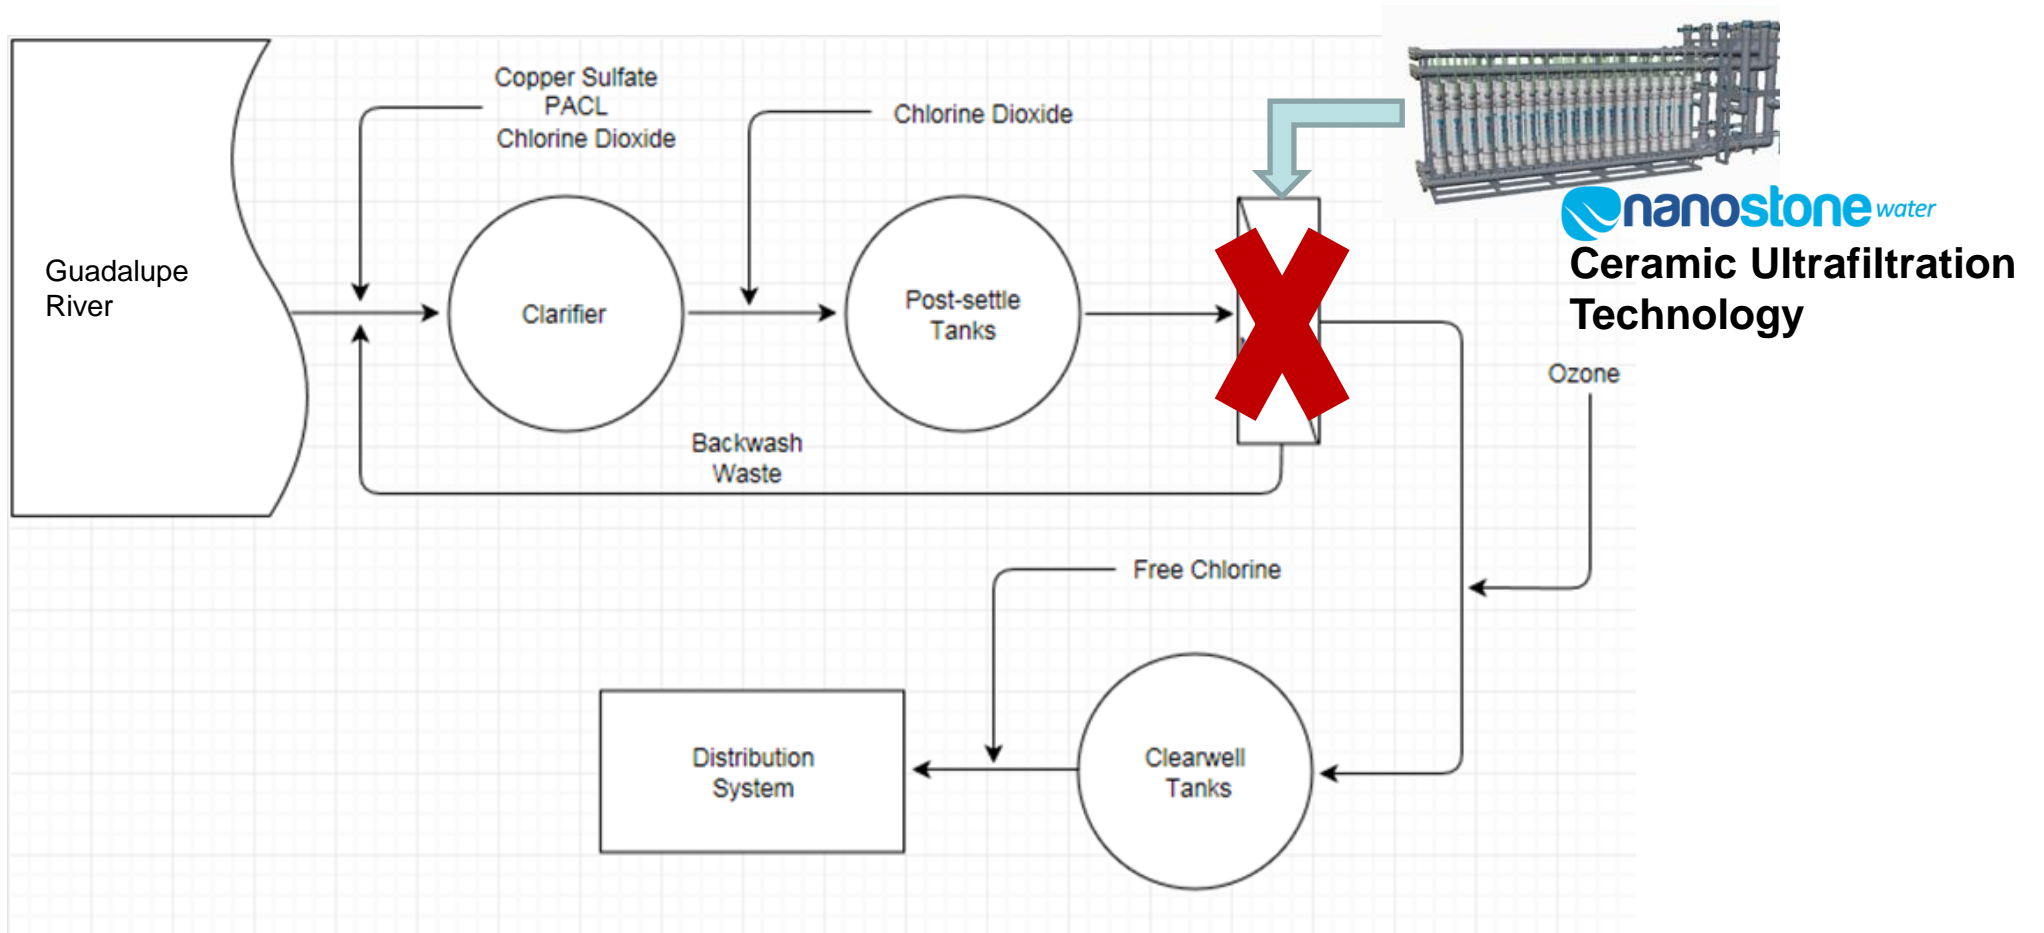 Guadalupe
River
Copper Sulfate
PACL
Chlorine Dioxide
Chlorine Dioxide
Clarifier
Post-settle
Tanks
Backwash
Waste
nanostone water
Ceramic Ultrafiltration
Technology
Ozone
Free Chlorine
Distribution
System
Clearwell
Tanks